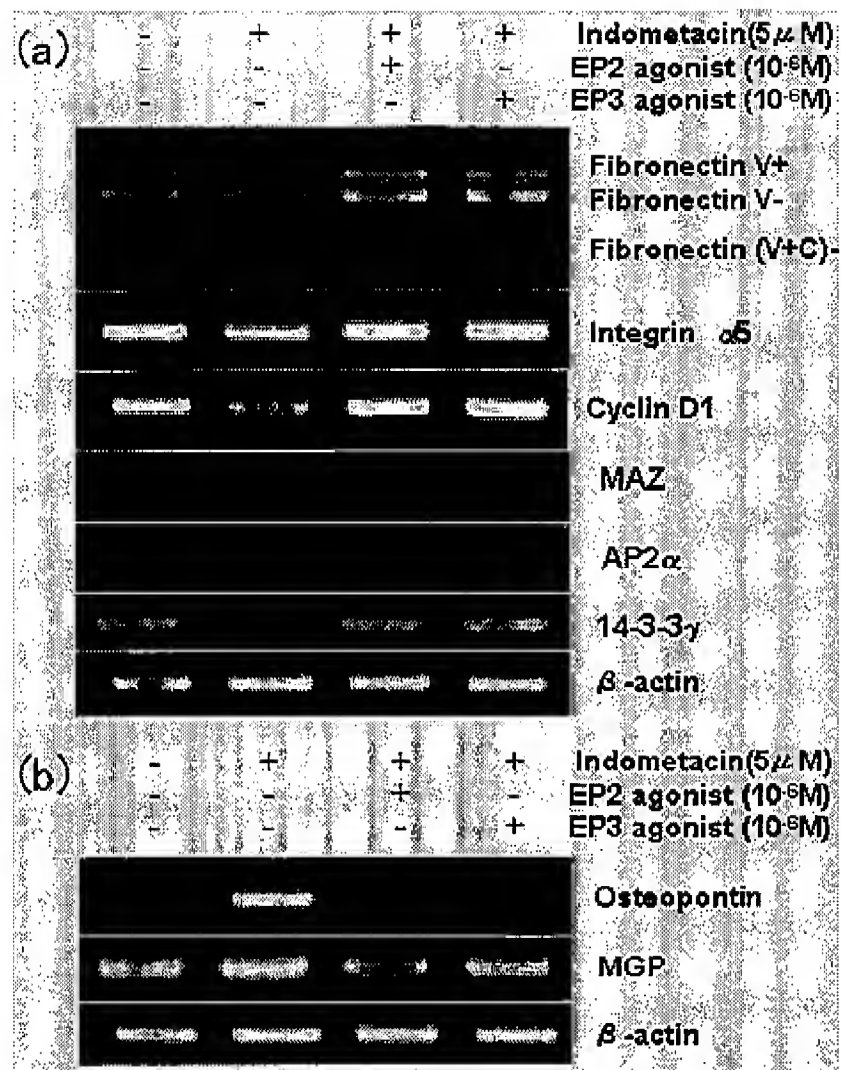 (a) - + + + Indometacin(5μM)
- - + - EP2 agonist (10-6M)
- - - + EP3 agonist (10-6M)
Fibronectin V+
Fibronectin V-
Fibronectin (V+C)-
Integrin α5
Cyclin D1
MAZ
AP2α
14-3-3γ
β-actin
(b) - + + + Indometacin(5μM)
- - + - EP2 agonist (10-6M)
- - - + EP3 agonist (10-6M)
Osteopontin
MGP
β-actin